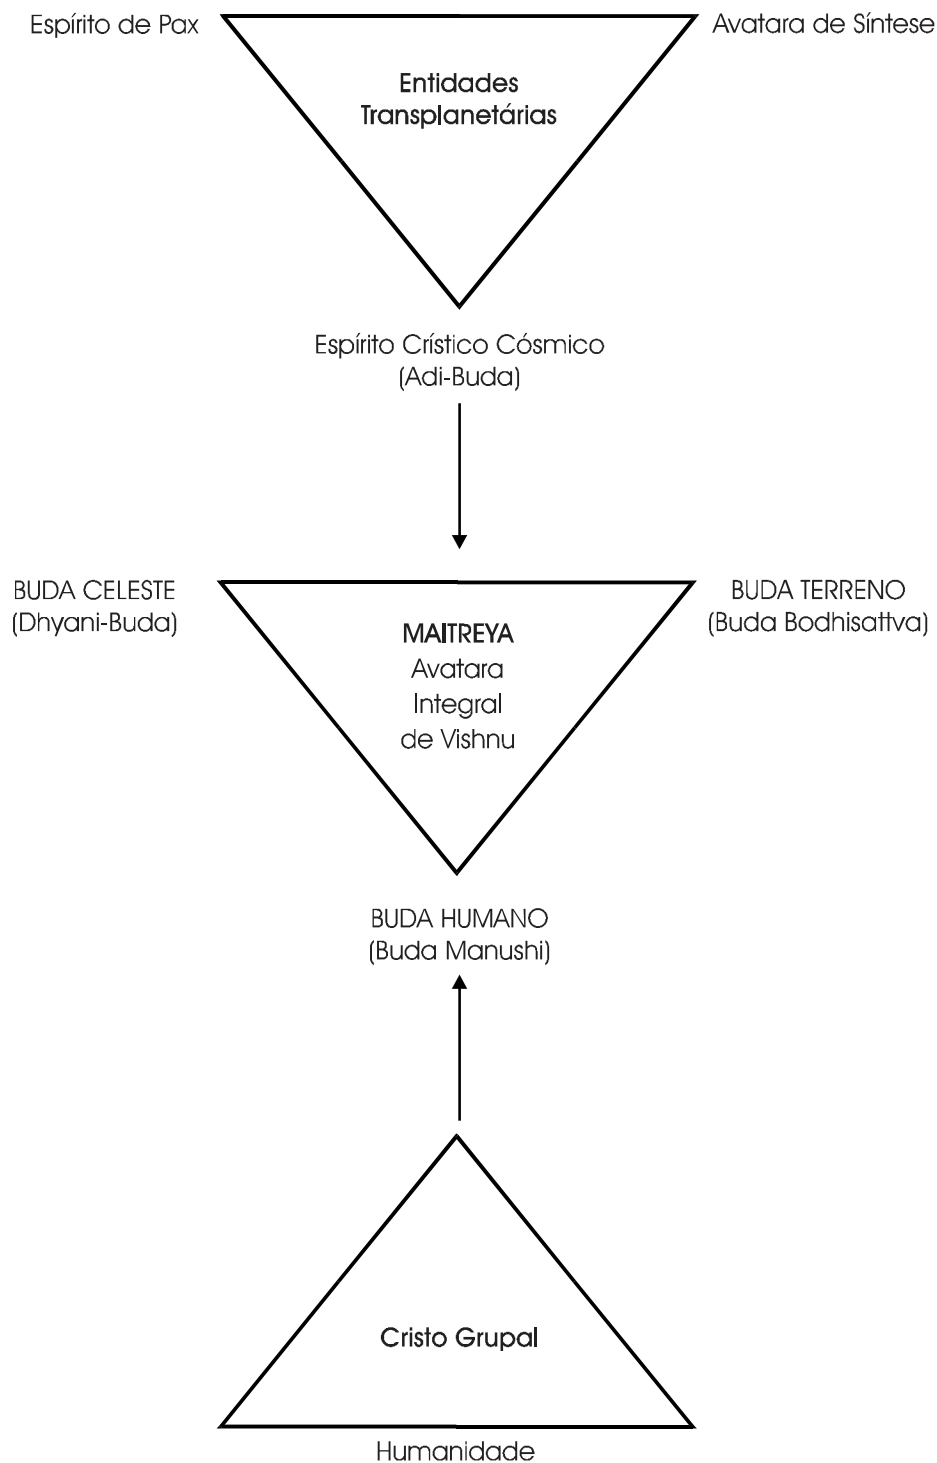 Espírito de Pax
Avatara de Síntese
Entidades
Transplanetárias
Espírito Crístico Cósmico
(Adi-Buda)
BUDA CELESTE
(Dhyani-Buda)
BUDA TERRENO
(Buda Bodhisattva)
MAITREYA
Avatara
Integral
de Vishnu
BUDA HUMANO
(Buda Manushi)
Cristo Grupal
Humanidade